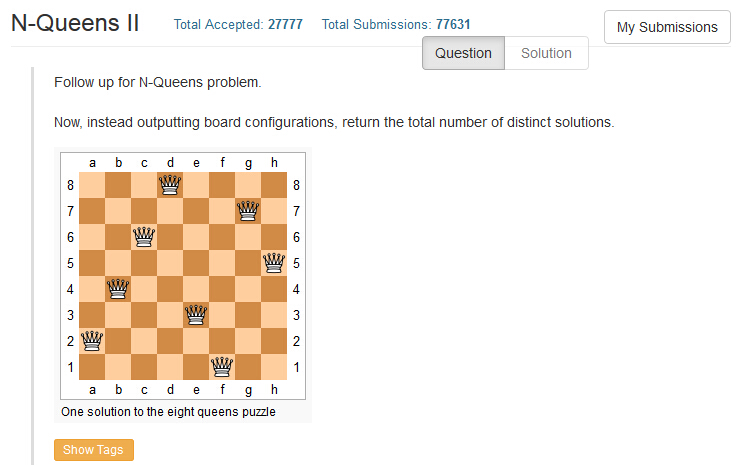 N-Queens II Total Accepted: 27777 Total Submissions: 77631 My Submissions
Question Solution
Follow up for N-Queens problem.
Now, instead outputting board configurations, return the total number of distinct solutions.
a b c d e f g h
8 8
7 7
6 6
5 5
4 4
3 3
2 2
1 1
a b c d e f g h
One solution to the eight queens puzzle
Show Tags